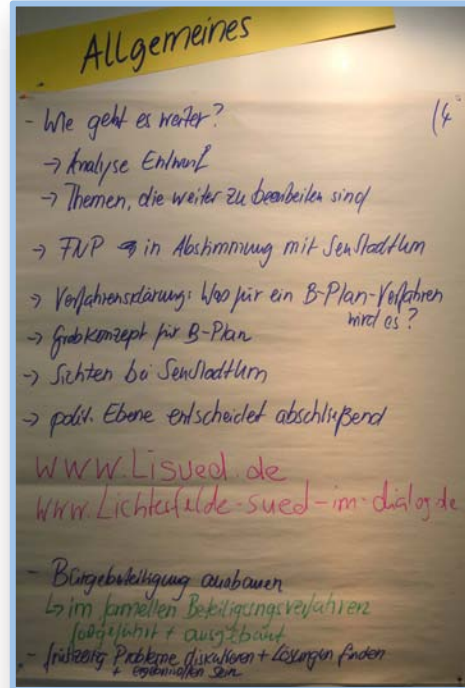 Allgemeines
- Wie geht es weiter? (4
→ Analyse Entwurf
→ Themen, die weiter zu bearbeiten sind
→ FNP → in Abstimmung mit SenStadtUm
→ Verfahrensklärung: Was für ein B-Plan-Verfahren
wird es?
→ Grobkonzept für B-Plan
→ Sichten bei SenStadtUm
→ polit. Ebene entscheidet abschließend
www.Lisued.de
www.Lichterfelde-sued-im-dialog.de
- Bürgerbeteiligung ausbauen
↳ im formellen Beteiligungsverfahren
fortgeführt + ausgebaut
- frühzeitig Probleme diskutieren + Lösungen finden
+ ergebnisoffen sein